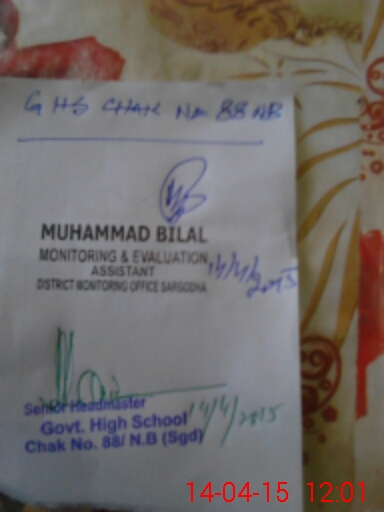 GHS CHAK No 88 NB
MUHAMMAD BILAL
MONITORING & EVALUATION
ASSISTANT
DISTRICT MONITORING OFFICE SARGODHA
14/4/2015
Senior Headmaster
Govt. High School
Chak No. 88/ N.B (Sgd)
14/4/2015
14-04-15 12:01